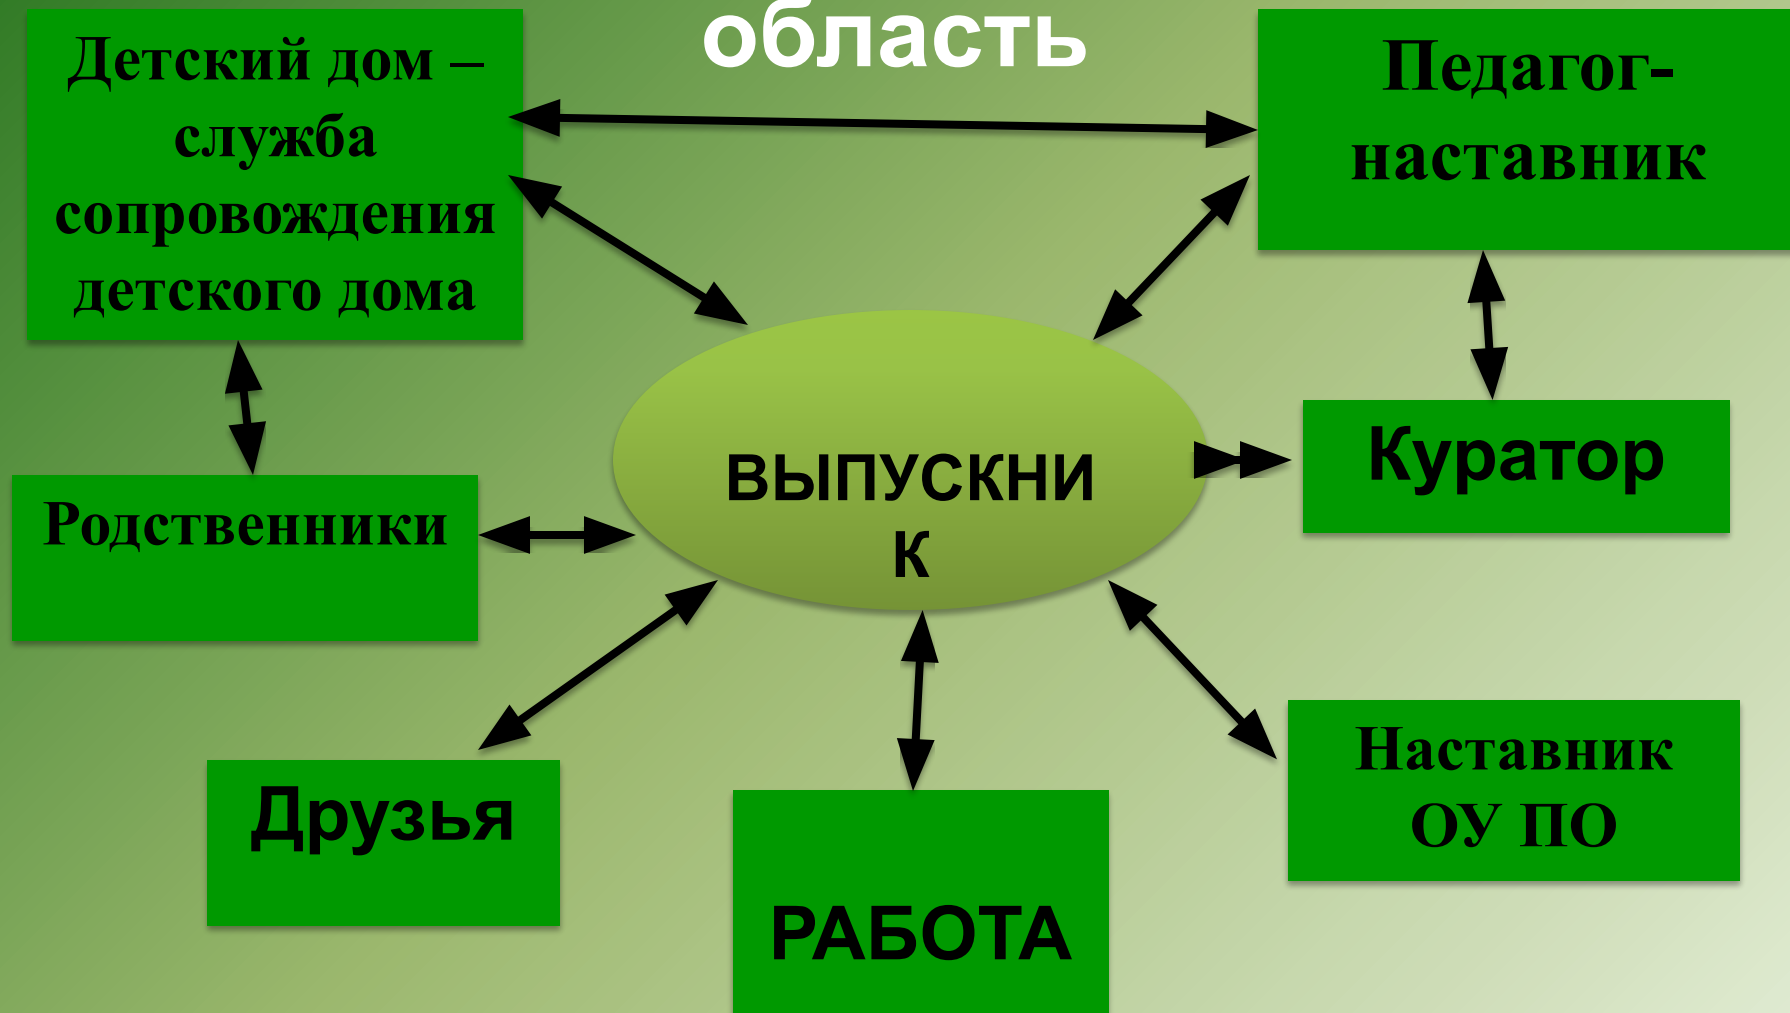 область
Детский дом –
служба
сопровождения
детского дома
Педагог-
наставник
ВЫПУСКНИ
К
Куратор
Родственники
Друзья
РАБОТА
Наставник
ОУ ПО